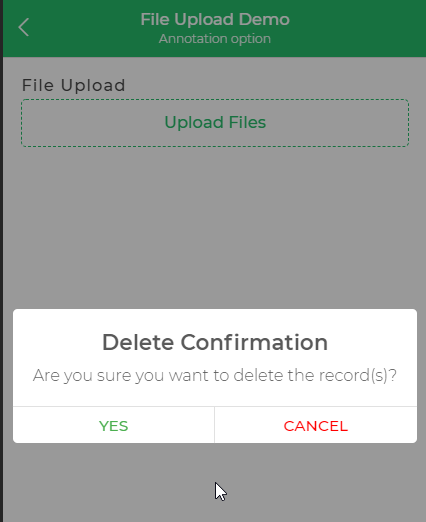 File Upload Demo
Annotation option
File Upload
Upload Files
Delete Confirmation
Are you sure you want to delete the record(s)?
YES
CANCEL